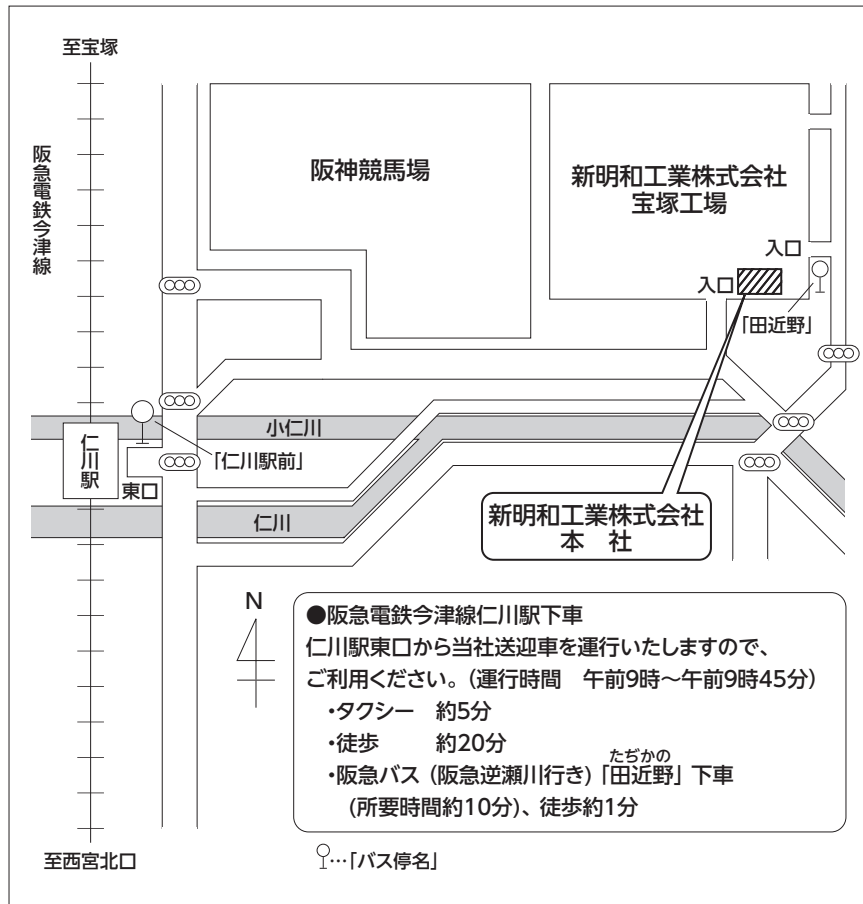 至宝塚
阪急電鉄今津線
阪神競馬場
新明和工業株式会社
宝塚工場
入口
入口
「田近野」
小仁川
仁川駅
「仁川駅前」
東口
仁川
新明和工業株式会社
本 社
N
●阪急電鉄今津線仁川駅下車
仁川駅東口から当社送迎車を運行いたしますので、
ご利用ください。(運行時間 午前9時～午前9時45分)
・タクシー 約5分
・徒歩 約20分
たぢかの
・阪急バス (阪急逆瀬川行き) 「田近野」 下車
(所要時間約10分)、徒歩約1分
至西宮北口
…「バス停名」